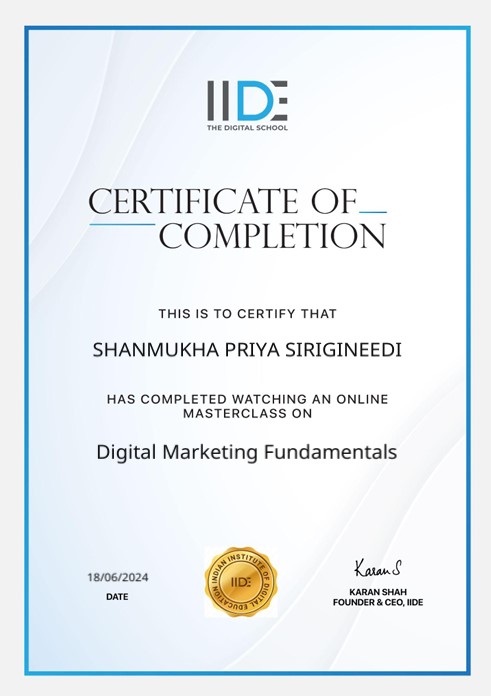 IIDE
THE DIGITAL SCHOOL
CERTIFICATE OF
COMPLETION
THIS IS TO CERTIFY THAT
SHANMUKHA PRIYA SIRIGINEEDI
HAS COMPLETED WATCHING AN ONLINE
MASTERCLASS ON
Digital Marketing Fundamentals
18/06/2024
DATE
INDIAN INSTITUTE OF DIGITAL EDUCATION
IIDE
Karan S
KARAN SHAH
FOUNDER & CEO, IIDE